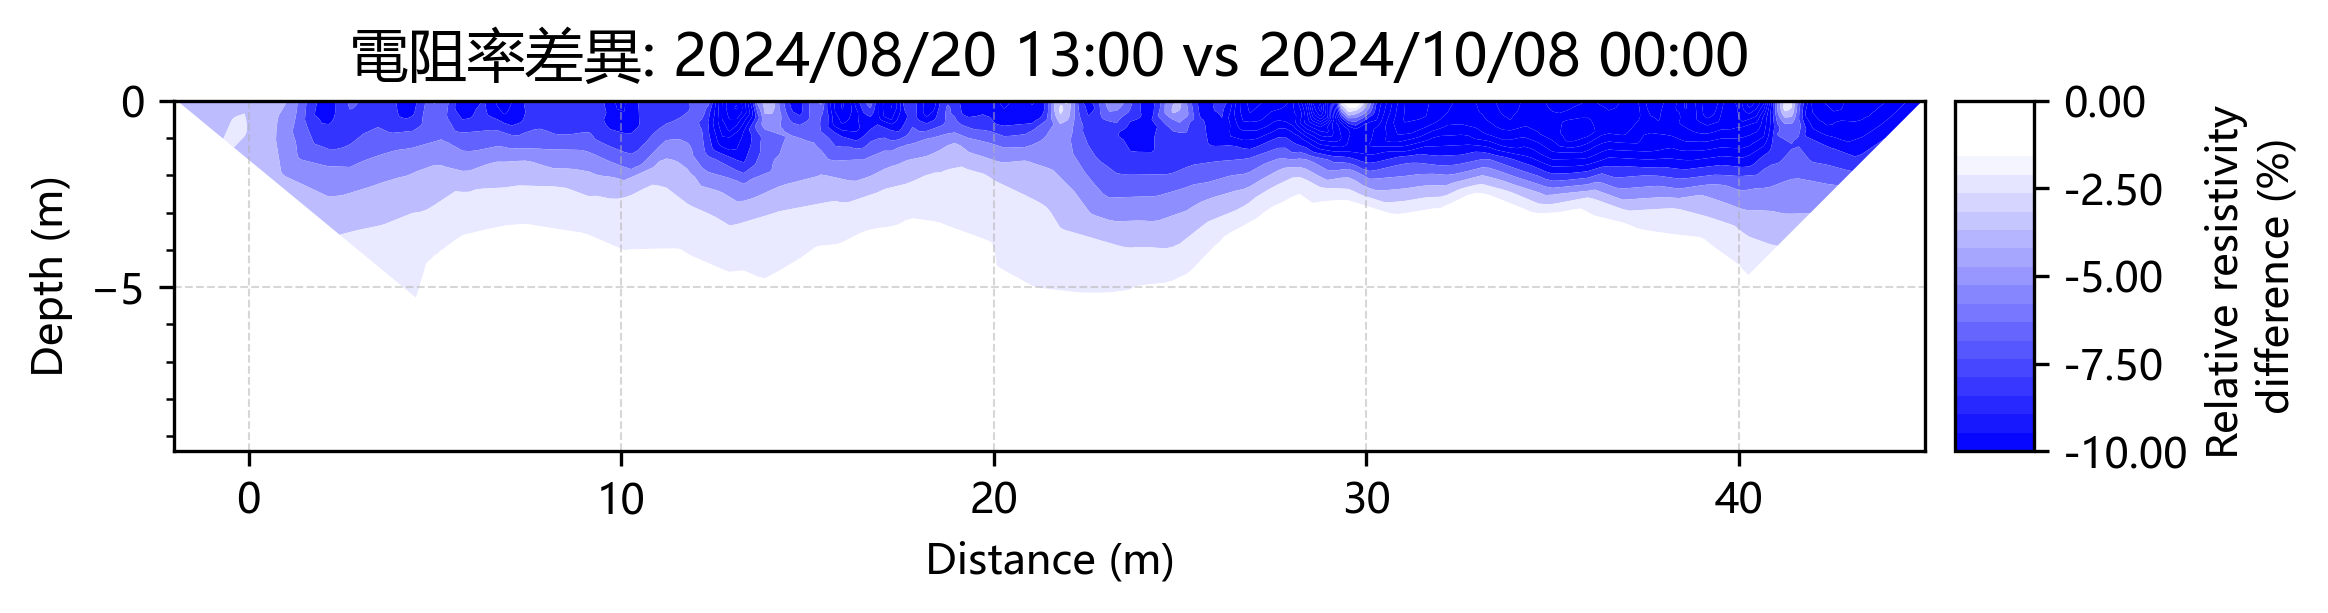 電阻率差異: 2024/08/20 13:00 vs 2024/10/08 00:00
0
−5
Depth (m)
0
10
20
30
40
Distance (m)
0.00
-2.50
-5.00
-7.50
-10.00
Relative resistivity
difference (%)